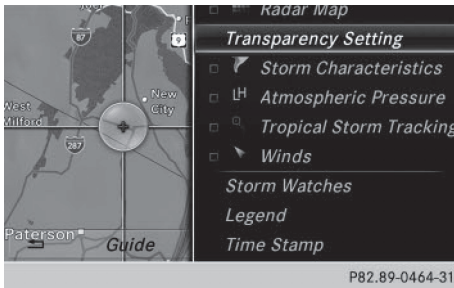 Radar Map
87
9
Transparency Setting
Storm Characteristics
New
City
LH Atmospheric Pressure
West
Milford
Tropical Storm Tracking
287
Winds
Storm Watches
Legend
Paterson
Guide
Time Stamp
P82.89-0464-31